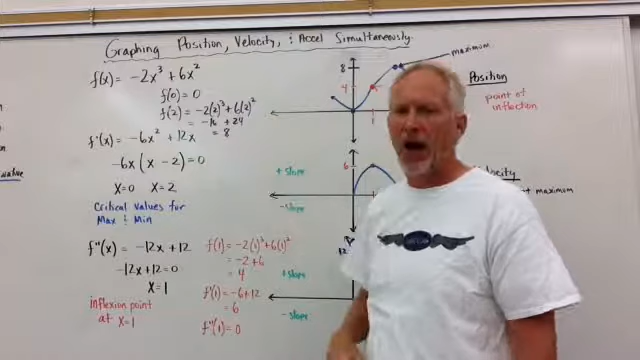 Graphing Position, Velocity, & Accel Simultaneously.
f(x) = -2x³ + 6x²
f(0) = 0
f(2) = -2(2)³ + 6(2)²
= -16 + 24
= 8
f'(x) = -6x² + 12x
-6x(x - 2) = 0
x=0 x=2
Critical Values for
Max & Min
f''(x) = -12x + 12
-12x + 12 = 0
x = 1
inflexion point
at x=1
f(1) = -2(1)³ + 6(1)²
= -2 + 6
= 4
f'(1) = -6 + 12
= 6
f''(1) = 0
8
4
1
maximum
Position
point of
inflection
+ slope
- slope
6
maximum
+ slope
- slope